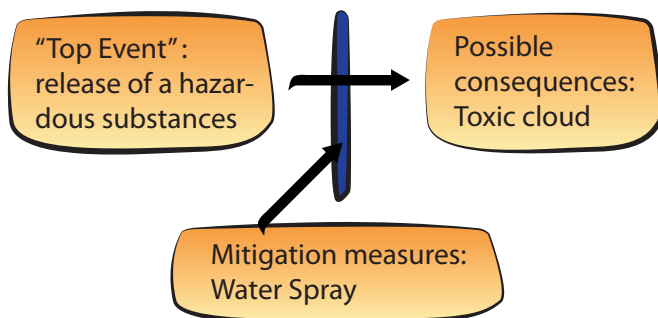 “Top Event” :
release of a hazar-
dous substances
Possible
consequences:
Toxic cloud
Mitigation measures:
Water Spray